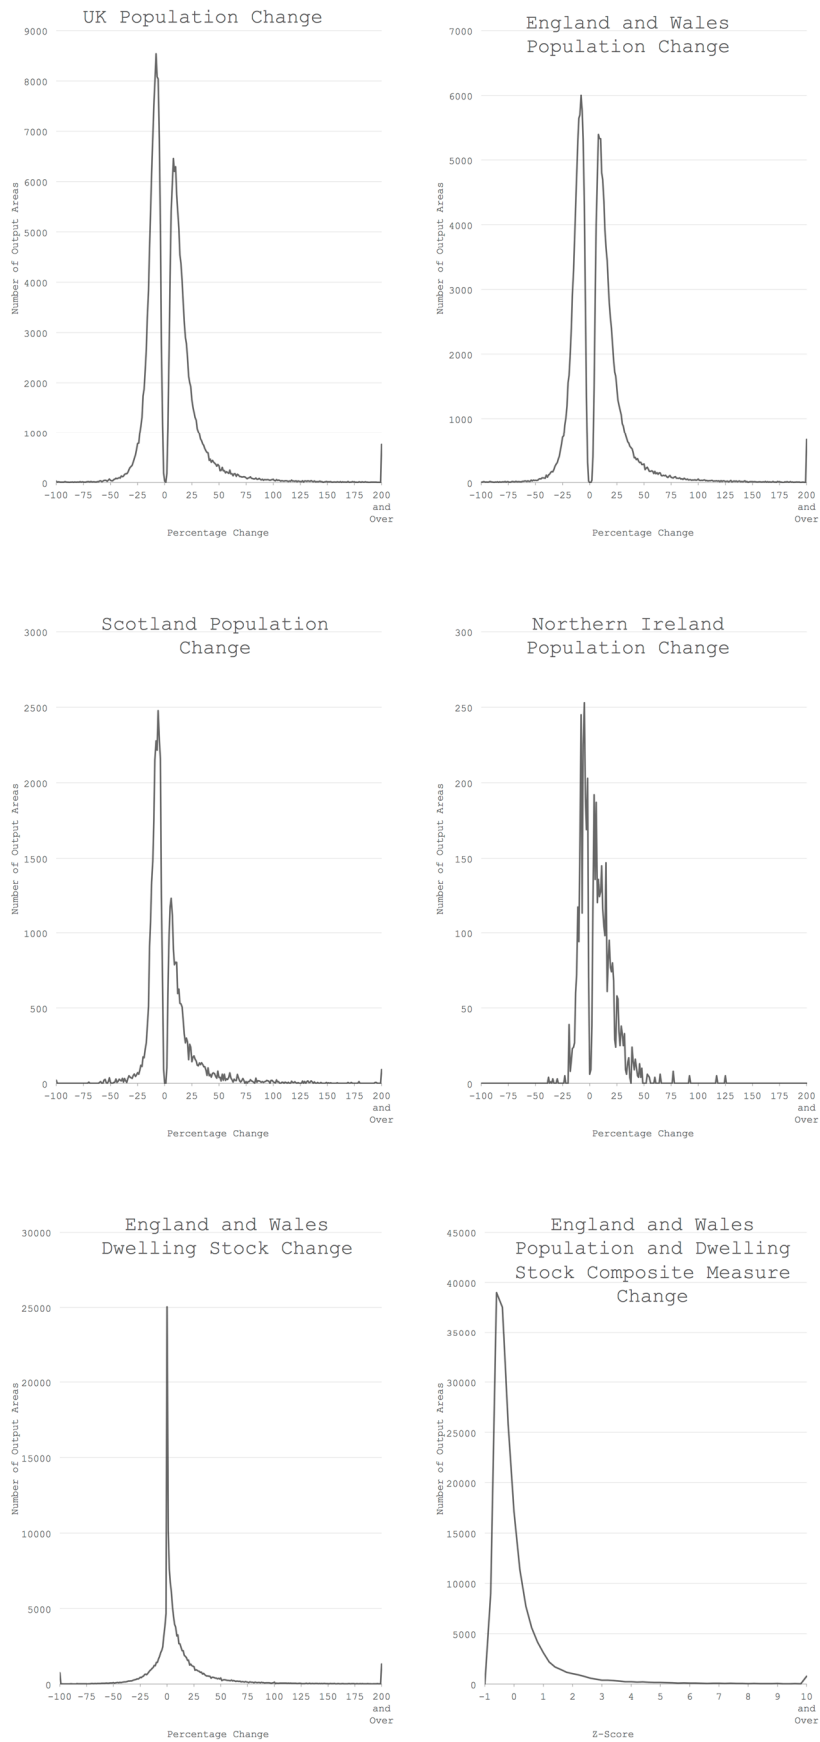 UK Population Change
9000
8000
7000
6000
5000
4000
3000
2000
1000
0
Number of Output Areas
-100 -75 -50 -25 0 25 50 75 100 125 150 175 200
and
Over
Percentage Change
England and Wales
Population Change
7000
6000
5000
4000
3000
2000
1000
0
Number of Output Areas
-100 -75 -50 -25 0 25 50 75 100 125 150 175 200
and
Over
Percentage Change
Scotland Population
Change
3000
2500
2000
1500
1000
500
0
Number of Output Areas
-100 -75 -50 -25 0 25 50 75 100 125 150 175 200
and
Over
Percentage Change
Northern Ireland
Population Change
300
250
200
150
100
50
0
Number of Output Areas
-100 -75 -50 -25 0 25 50 75 100 125 150 175 200
and
Over
Percentage Change
England and Wales
Dwelling Stock Change
30000
25000
20000
15000
10000
5000
0
Number of Output Areas
-100 -75 -50 -25 0 25 50 75 100 125 150 175 200
and
Over
Percentage Change
England and Wales
Population and Dwelling
Stock Composite Measure
Change
45000
40000
35000
30000
25000
20000
15000
10000
5000
0
Number of Output Areas
-1 0 1 2 3 4 5 6 7 8 9 10
and
Over
Z-Score